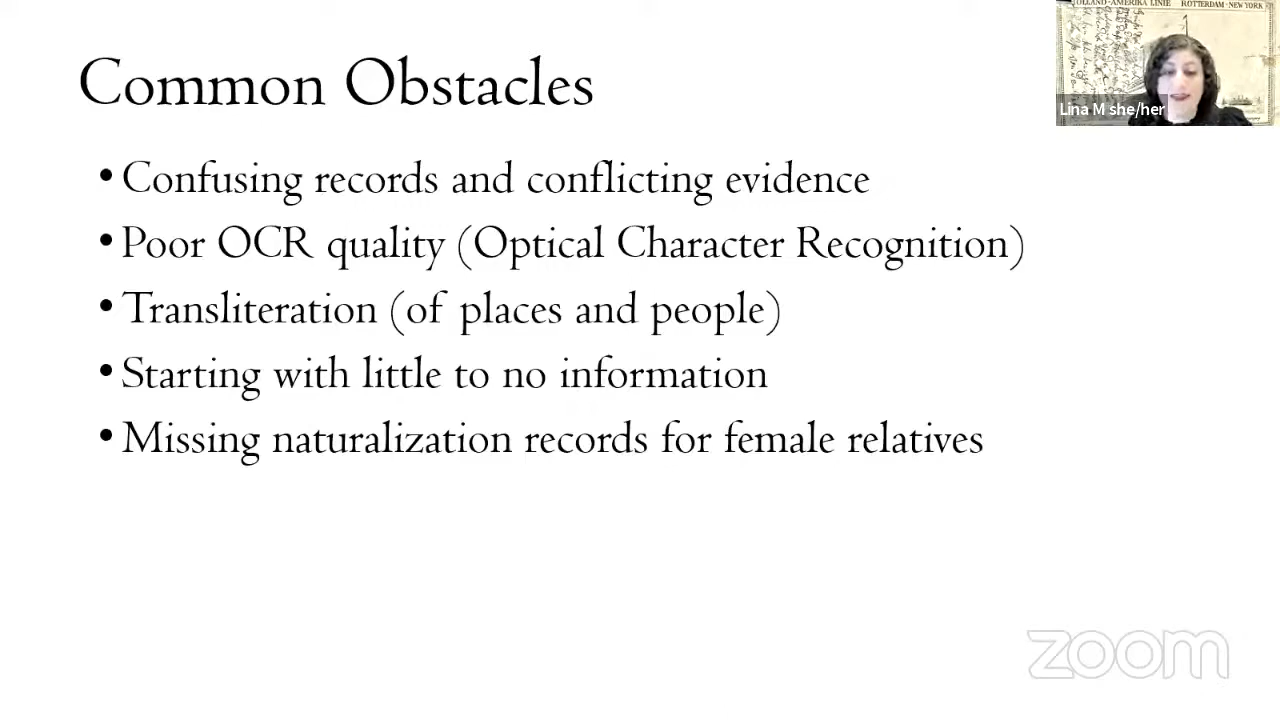 Common Obstacles
• Confusing records and conflicting evidence
• Poor OCR quality (Optical Character Recognition)
• Transliteration (of places and people)
• Starting with little to no information
• Missing naturalization records for female relatives
OLLAND-AMERIKA LINIE ROTTERDAM-NEW YORK
Lina M she/her
zoom